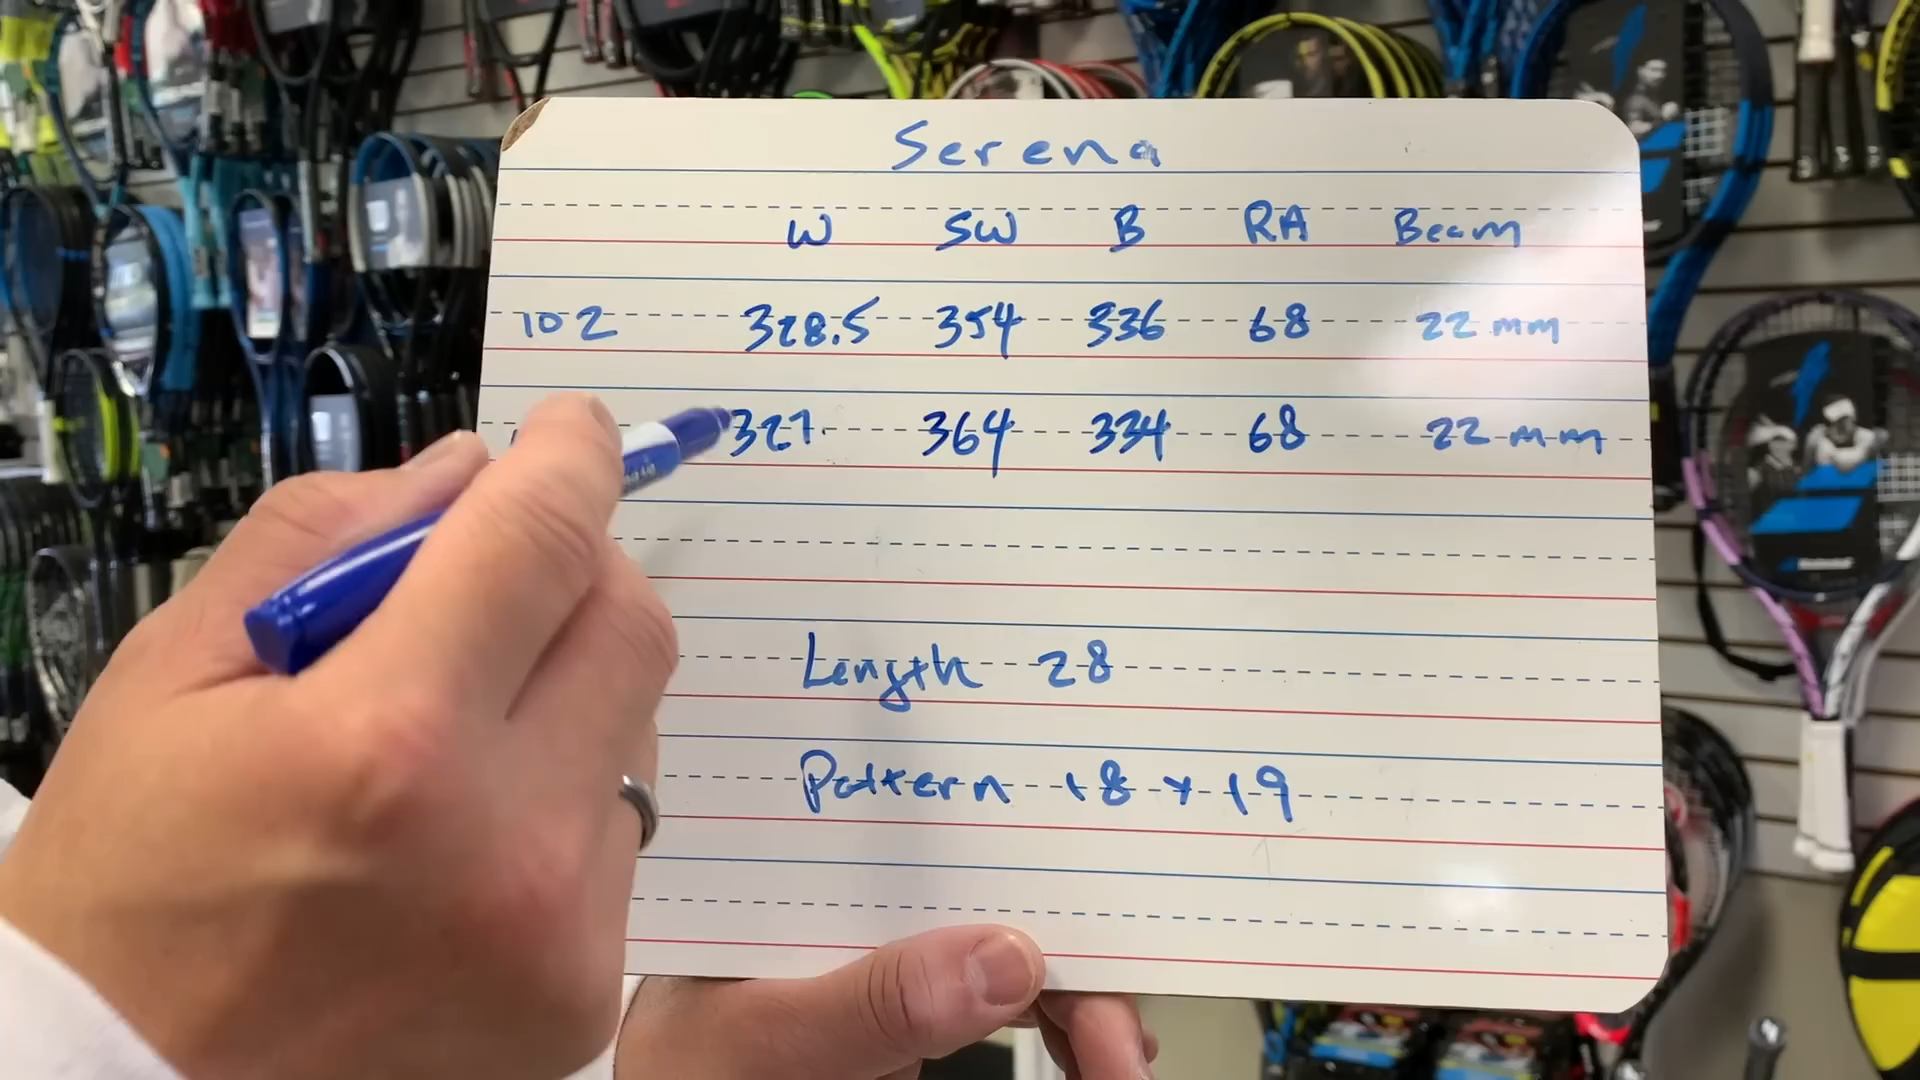 Serena
W SW B RA Beam
102 328.5 354 336 68 22 mm
327. 364 334 68 22 mm
Length 28
Pattern 18 x 19